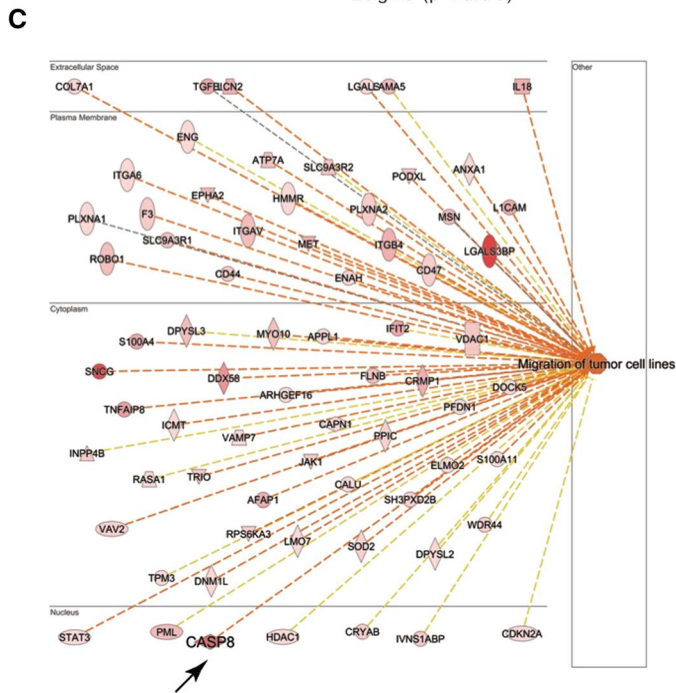 C
Extracellular Space
Other
COL7A1
LCN2
LAMA5
IL18
Plasma Membrane
ENG
ATP7A
SLC9A3R2
ANXA1
ITGA6
PODXL
EPHA2
HMMR
PLXNA2
L1CAM
PLXNA1
F3
MSN
SLC9A3R1
ITGAV
MET
ITGB4
LGALS3BP
ROBO1
CD44
ENAH
CD47
Cytoplasm
S100A4
DPYSL3
MYO10
APPL1
IFIT2
VDAC1
Migration of tumor cell lines
SNCG
DDX58
FLNB
CRMP1
DOCK5
ARHGEF16
TNFAIP8
PFDN1
ICMT
VAMP7
CAPN1
PPIC
INPP4B
JAK1
ELMO2
S100A11
RASA1
TRIO
CALU
AFAP1
SH3PXD2B
VAV2
RPS6KA3
LMO7
SOD2
DPYSL2
WDR44
TPM3
DNM1L
Nucleus
STAT3
PML
CASP8
HDAC1
CRYAB
IVNS1ABP
CDKN2A